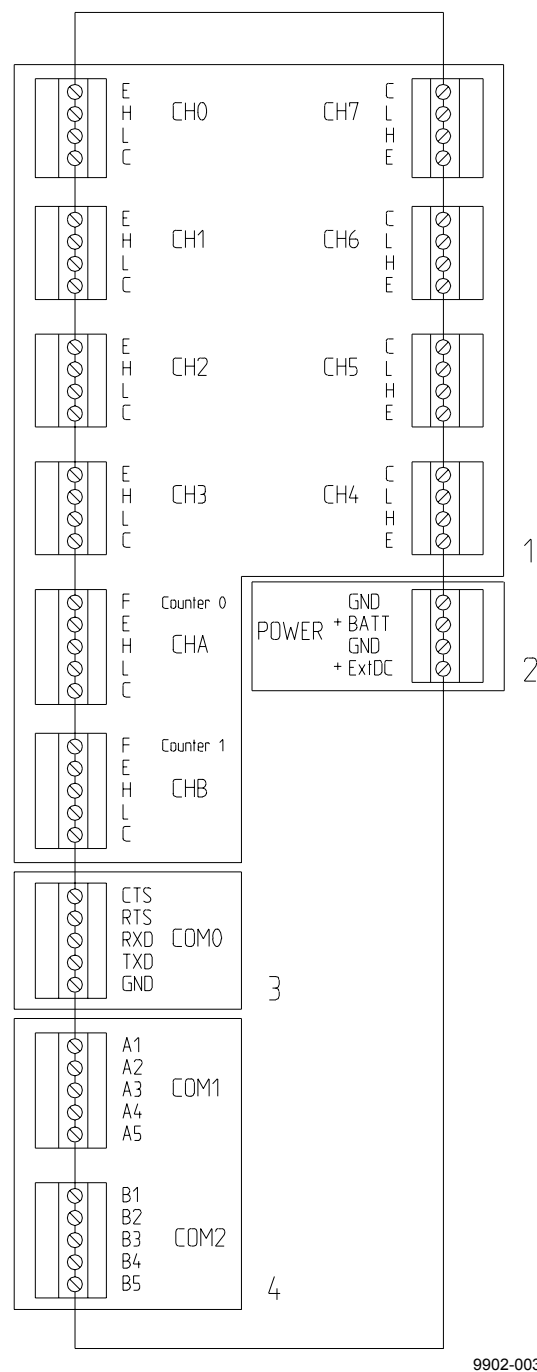 E
H CH0
L
C
C
CH7 L
H
E
E
H CH1
L
C
C
CH6 L
H
E
E
H CH2
L
C
C
CH5 L
H
E
E
H CH3
L
C
C
CH4 L
H
E
1
F Counter 0
E
H CHA
L
C
GND
POWER + BATT
GND
+ ExtDC
2
F Counter 1
E
H CHB
L
C
CTS
RTS
RXD COM0
TXD
GND
3
A1
A2
A3 COM1
A4
A5
B1
B2
B3 COM2
B4
B5
4
9902-003